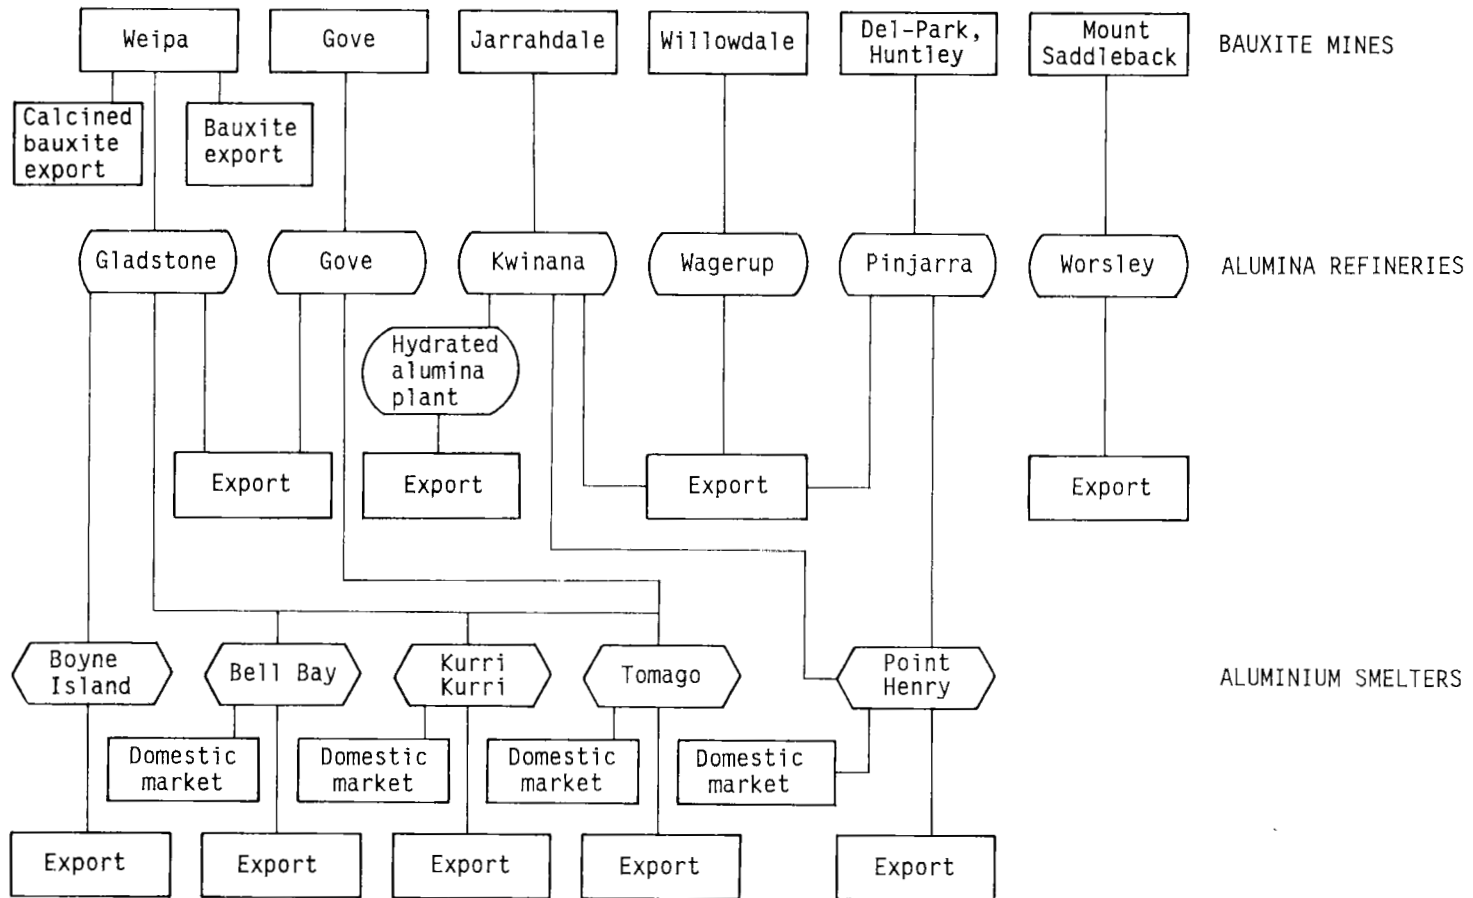 Weipa
Gove
Jarrahdale
Willowdale
Del-Park,
Huntley
Mount
Saddleback
BAUXITE MINES
Calcined
bauxite
export
Bauxite
export
Gladstone
Gove
Kwinana
Wagerup
Pinjarra
Worsley
ALUMINA REFINERIES
Hydrated
alumina
plant
Export
Export
Export
Export
Boyne
Island
Bell Bay
Kurri
Kurri
Tomago
Point
Henry
ALUMINIUM SMELTERS
Domestic
market
Domestic
market
Domestic
market
Domestic
market
Export
Export
Export
Export
Export